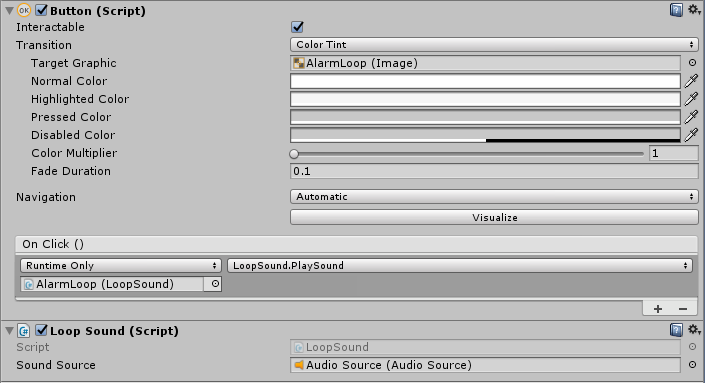 OK Button (Script)
Interactable
Transition Color Tint
Target Graphic AlarmLoop (Image)
Normal Color
Highlighted Color
Pressed Color
Disabled Color
Color Multiplier 1
Fade Duration 0.1
Navigation Automatic
Visualize
On Click ()
Runtime Only LoopSound.PlaySound
AlarmLoop (LoopSound)
+ −
C# Loop Sound (Script)
Script LoopSound
Sound Source Audio Source (Audio Source)